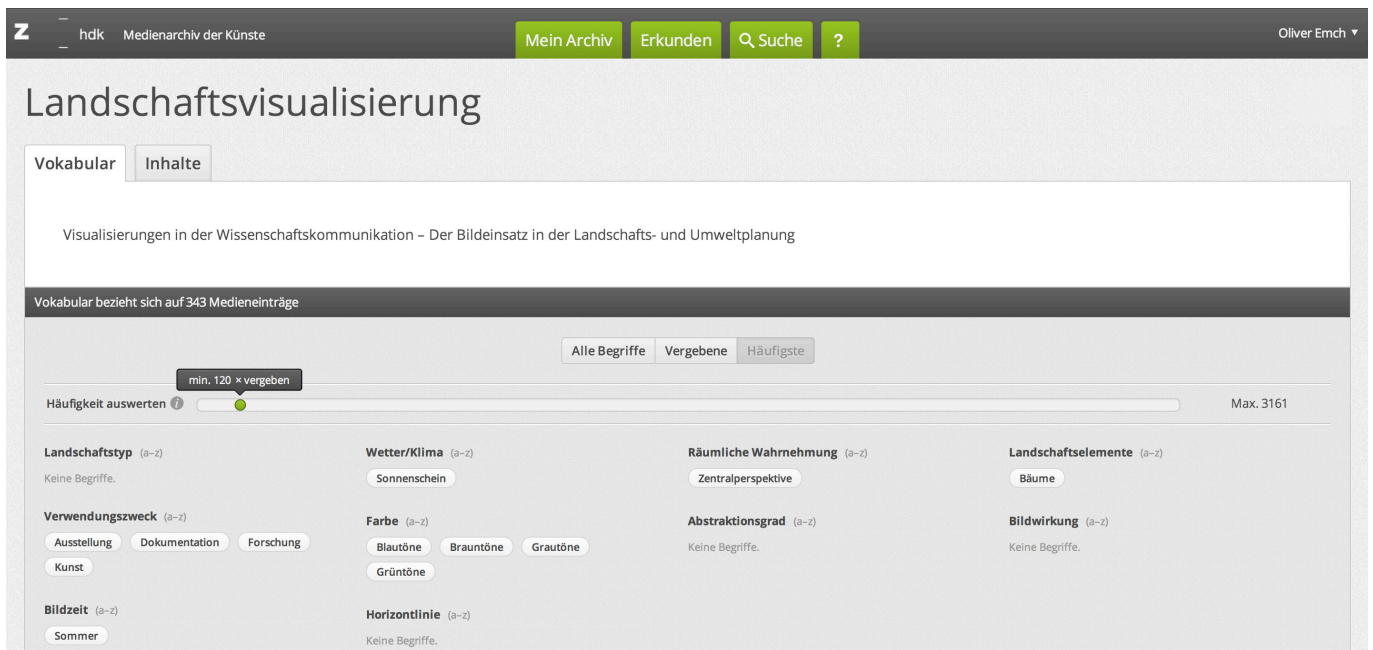 Z hdk Medienarchiv der Künste Mein Archiv Erkunden Suche ? Oliver Emch ▼
Landschaftsvisualisierung
Vokabular Inhalte
Visualisierungen in der Wissenschaftskommunikation – Der Bildeinsatz in der Landschafts- und Umweltplanung
Vokabular bezieht sich auf 343 Medieneinträge
Alle Begriffe Vergebene Häufigste
min. 120 × vergeben
Häufigkeit auswerten i Max. 3161
Landschaftstyp (a–z)
Keine Begriffe.
Wetter/Klima (a–z)
Sonnenschein
Räumliche Wahrnehmung (a–z)
Zentralperspektive
Landschaftselemente (a–z)
Bäume
Verwendungszweck (a–z)
Ausstellung Dokumentation Forschung
Kunst
Farbe (a–z)
Blautöne Brauntöne Grautöne
Grüntöne
Abstraktionsgrad (a–z)
Keine Begriffe.
Bildwirkung (a–z)
Keine Begriffe.
Bildzeit (a–z)
Sommer
Horizontlinie (a–z)
Keine Begriffe.